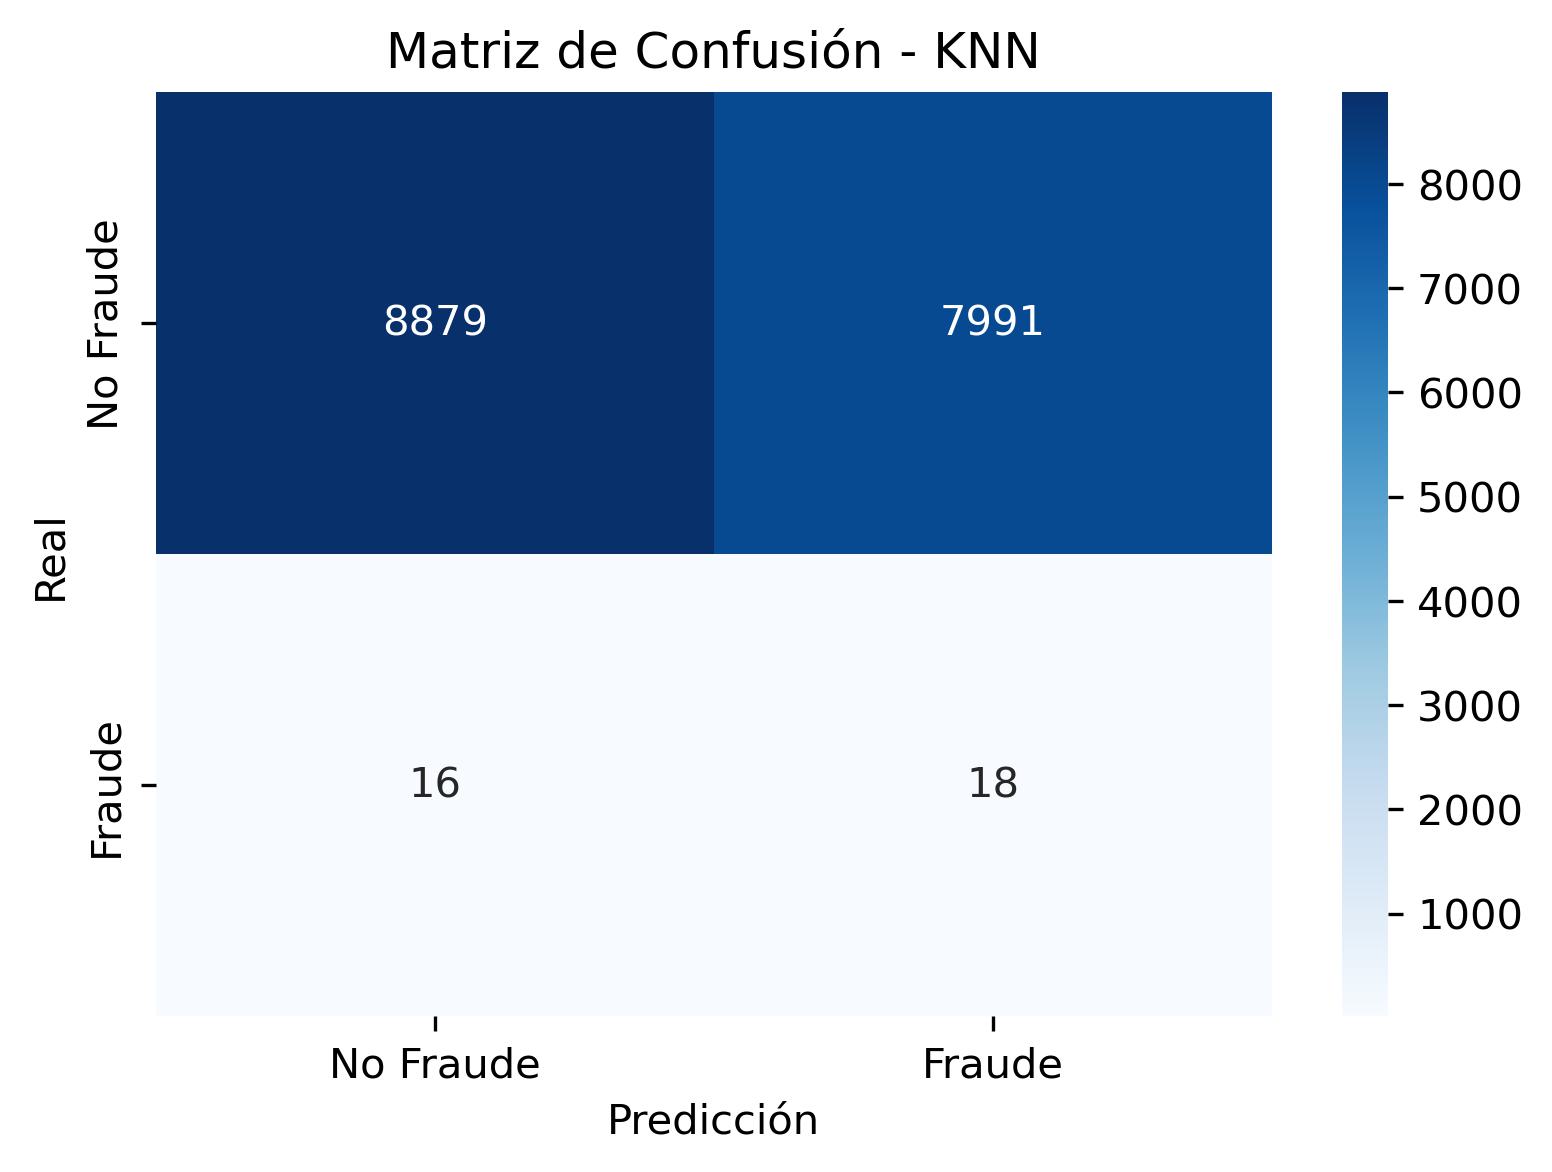 Matriz de Confusión - KNN
No Fraude
Fraude
Real
8879
7991
16
18
No Fraude
Fraude
Predicción
8000
7000
6000
5000
4000
3000
2000
1000